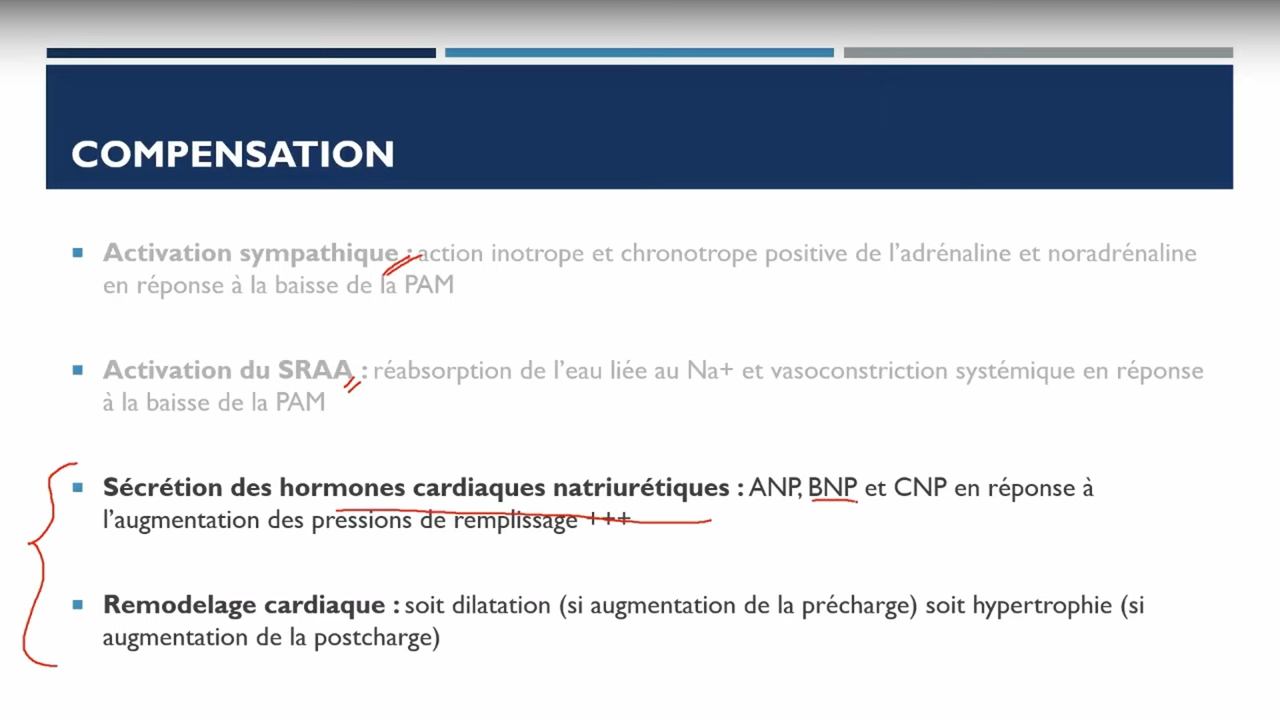 COMPENSATION
Activation sympathique : action inotrope et chronotrope positive de l'adrénaline et noradrénaline
en réponse à la baisse de la PAM
Activation du SRAA : réabsorption de l'eau liée au Na+ et vasoconstriction systémique en réponse
à la baisse de la PAM
Sécrétion des hormones cardiaques natriurétiques : ANP, BNP et CNP en réponse à
l'augmentation des pressions de remplissage +++
Remodelage cardiaque : soit dilatation (si augmentation de la précharge) soit hypertrophie (si
augmentation de la postcharge)